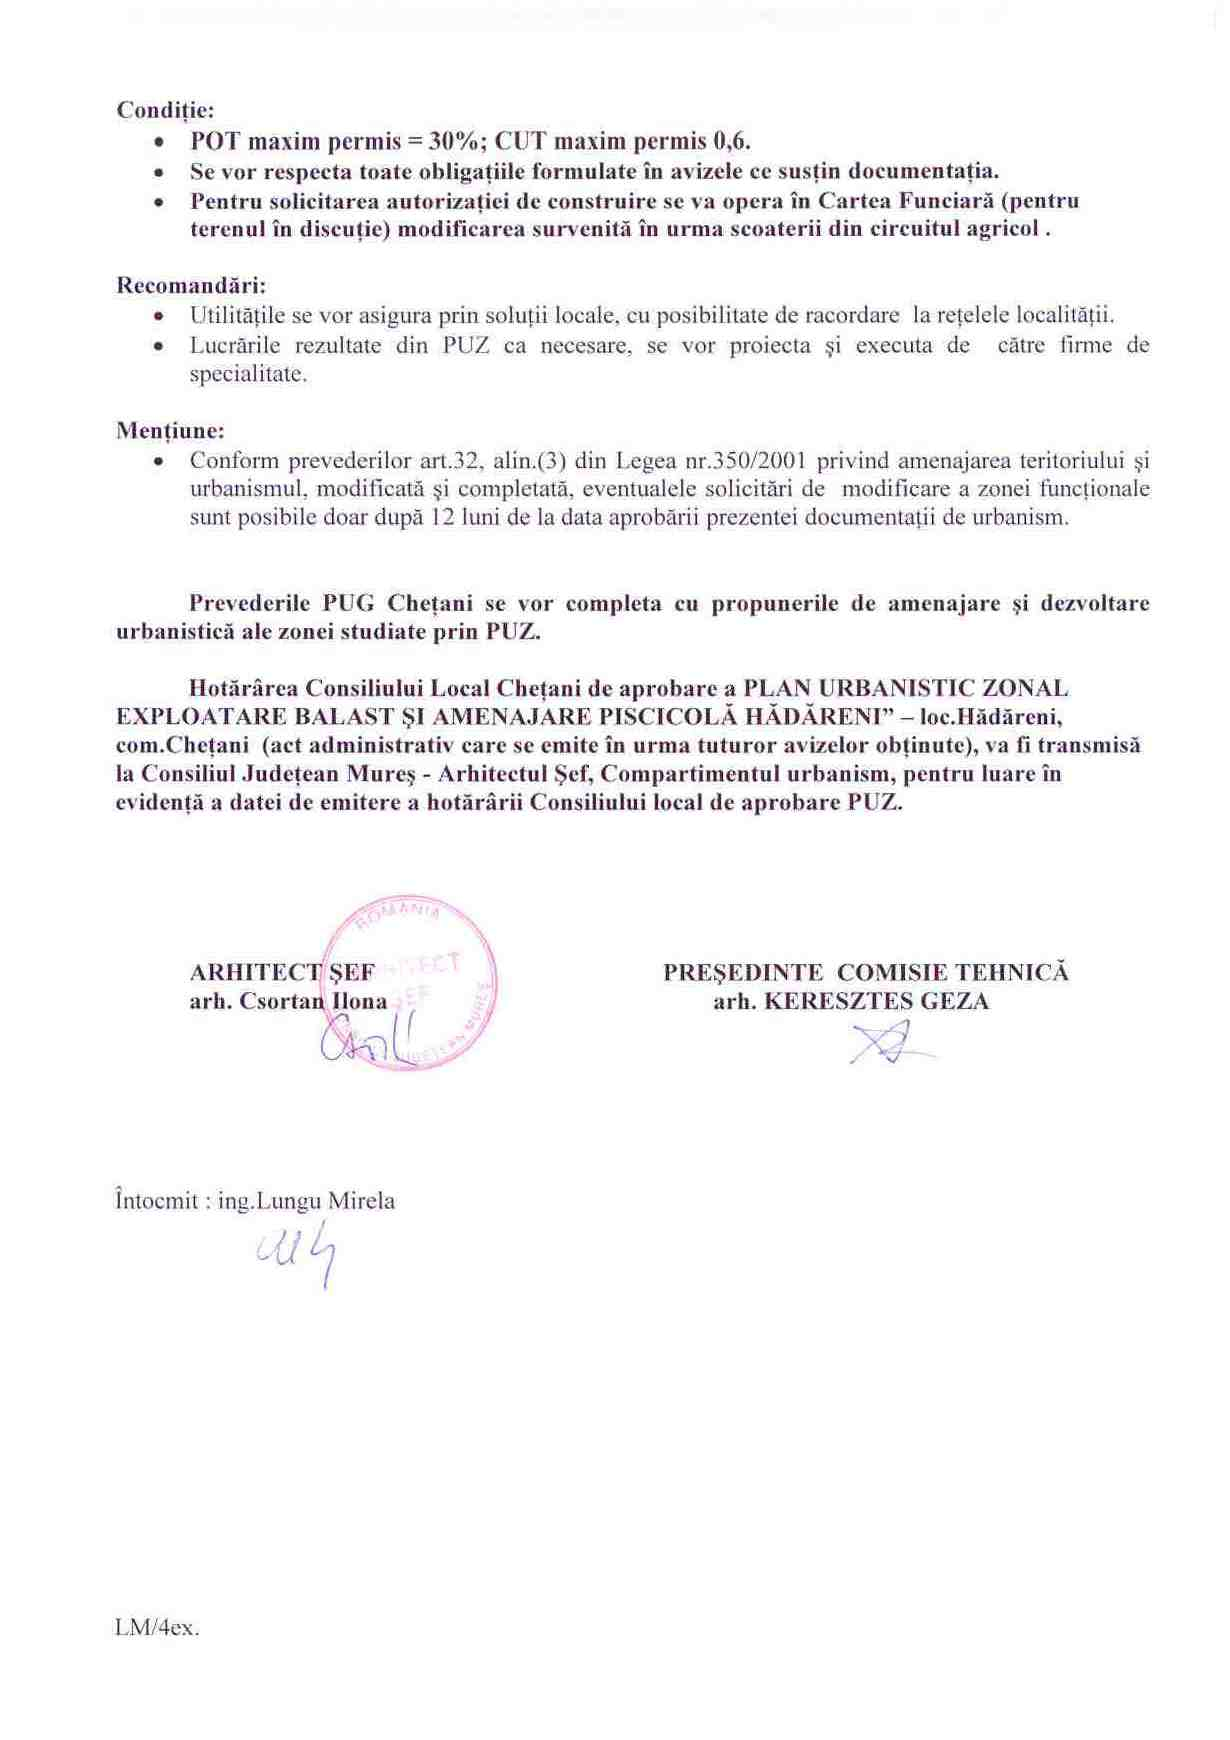 Condiție:
• POT maxim permis = 30%; CUT maxim permis 0,6.
• Se vor respecta toate obligațiile formulate în avizele ce susțin documentația.
• Pentru solicitarea autorizației de construire se va opera în Cartea Funciară (pentru
terenul în discuție) modificarea survenită în urma scoaterii din circuitul agricol .
Recomandări:
• Utilitățile se vor asigura prin soluții locale, cu posibilitate de racordare la rețelele localității.
• Lucrările rezultate din PUZ ca necesare, se vor proiecta și executa de către firme de
specialitate.
Mențiune:
• Conform prevederilor art.32, alin.(3) din Legea nr.350/2001 privind amenajarea teritoriului și
urbanismul, modificată și completată, eventualele solicitări de modificare a zonei funcționale
sunt posibile doar după 12 luni de la data aprobării prezentei documentații de urbanism.
Prevederile PUG Chețani se vor completa cu propunerile de amenajare și dezvoltare
urbanistică ale zonei studiate prin PUZ.
Hotărârea Consiliului Local Chețani de aprobare a PLAN URBANISTIC ZONAL
EXPLOATARE BALAST ȘI AMENAJARE PISCICOLĂ HĂDĂRENI” – loc.Hădăreni,
com.Chețani (act administrativ care se emite în urma tuturor avizelor obținute), va fi transmisă
la Consiliul Județean Mureș - Arhitectul Șef, Compartimentul urbanism, pentru luare în
evidență a datei de emitere a hotărârii Consiliului local de aprobare PUZ.
ROMANIA
ARHITECT ȘEF
arh. Csortan Ilona
PREȘEDINTE COMISIE TEHNICĂ
arh. KERESZTES GEZA
Întocmit : ing.Lungu Mirela
LM/4ex.